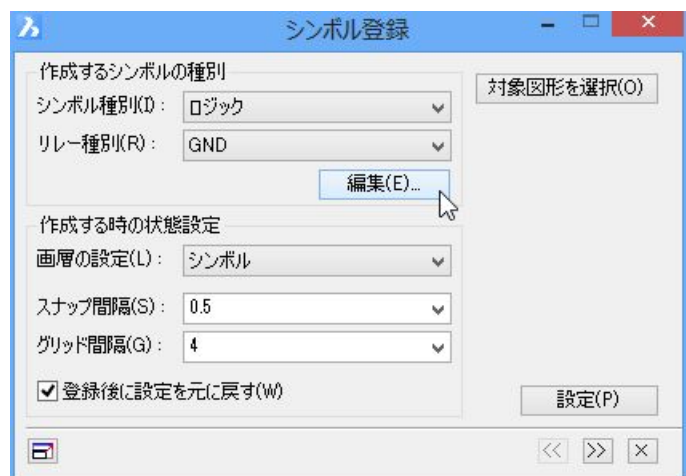 シンボル登録
作成するシンボルの種別
シンボル種別(I)： ロジック
対象図形を選択(O)
リレー種別(R)： GND
編集(E)...
作成する時の状態設定
画層の設定(L)： シンボル
スナップ間隔(S)： 0.5
グリッド間隔(G)： 4
登録後に設定を元に戻す(W)
設定(P)
<< >> ×